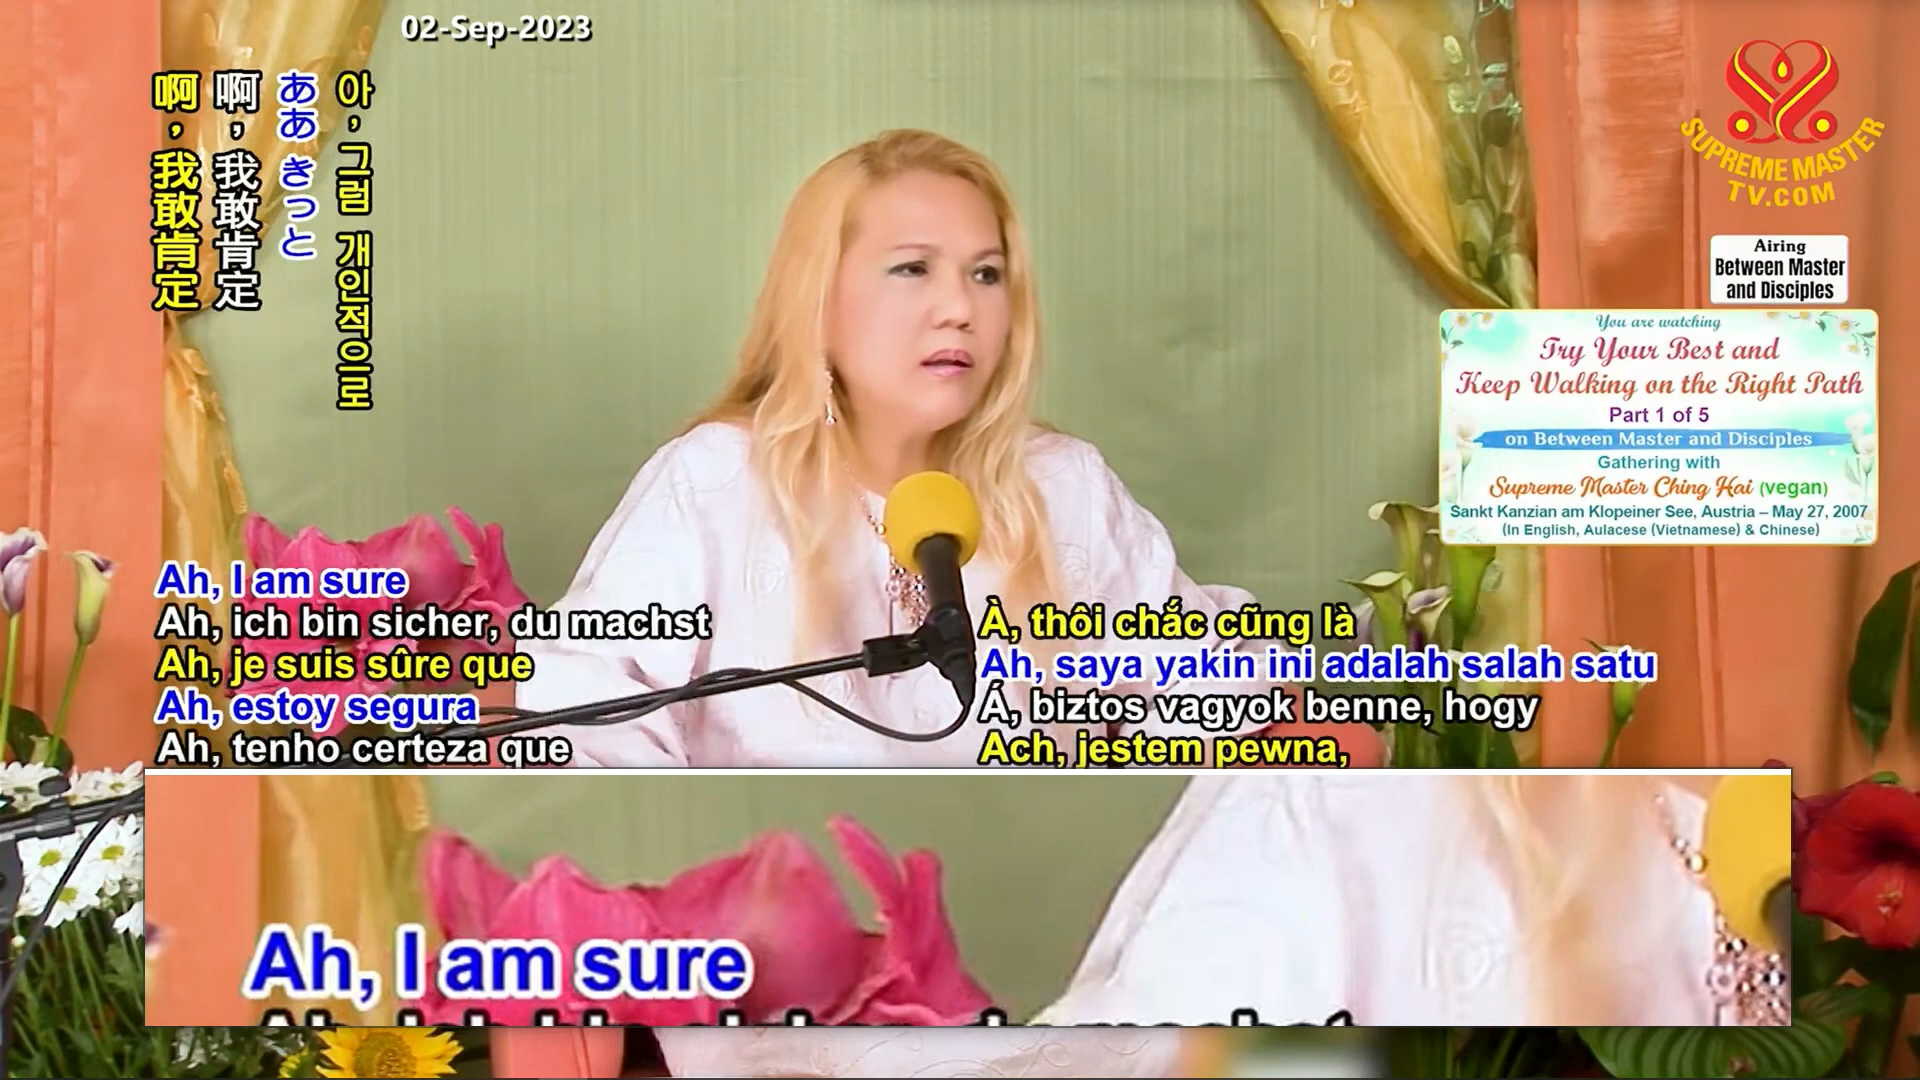 02-Sep-2023
啊，我敢肯定
啊，我敢肯定
ああ きっと
아, 그럼 개인적으로
SUPREME MASTER
TV.COM
Airing
Between Master
and Disciples
You are watching
Try Your Best and
Keep Walking on the Right Path
Part 1 of 5
on Between Master and Disciples
Gathering with
Supreme Master Ching Hai (vegan)
Sankt Kanzian am Klopeiner See, Austria – May 27, 2007
(In English, Aulacese (Vietnamese) & Chinese)
Ah, I am sure
Ah, ich bin sicher, du machst
Ah, je suis sûre que
Ah, estoy segura
Ah, tenho certeza que
À, thôi chắc cũng là
Ah, saya yakin ini adalah salah satu
Á, biztos vagyok benne, hogy
Ach, jestem pewna,
Ah, I am sure